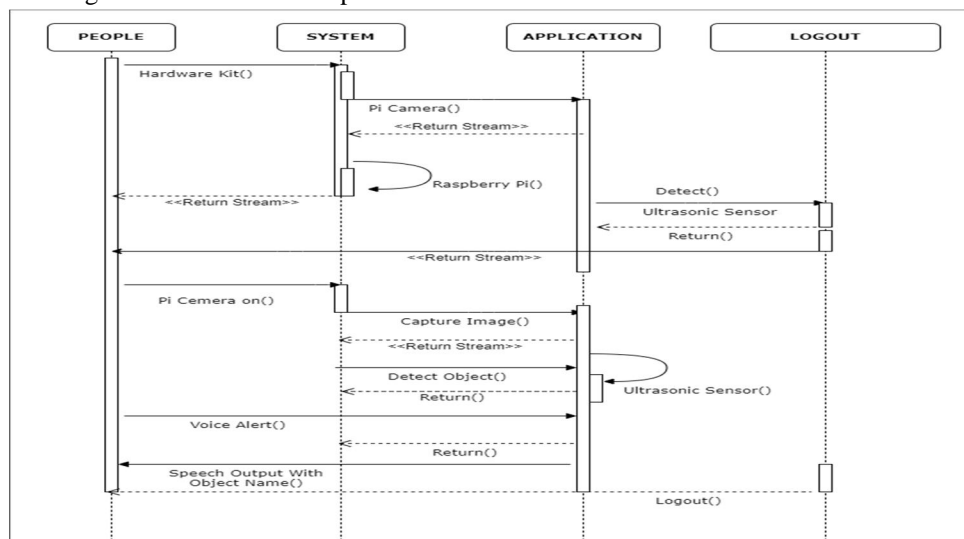 PEOPLE
SYSTEM
APPLICATION
LOGOUT
Hardware Kit()
Pi Camera()
<<Return Stream>>
Raspberry Pi()
Detect()
<<Return Stream>>
Ultrasonic Sensor
Return()
<<Return Stream>>
Pi Cemera on()
Capture Image()
<<Return Stream>>
Detect Object()
Ultrasonic Sensor()
Return()
Voice Alert()
Return()
Speech Output With
Object Name()
Logout()